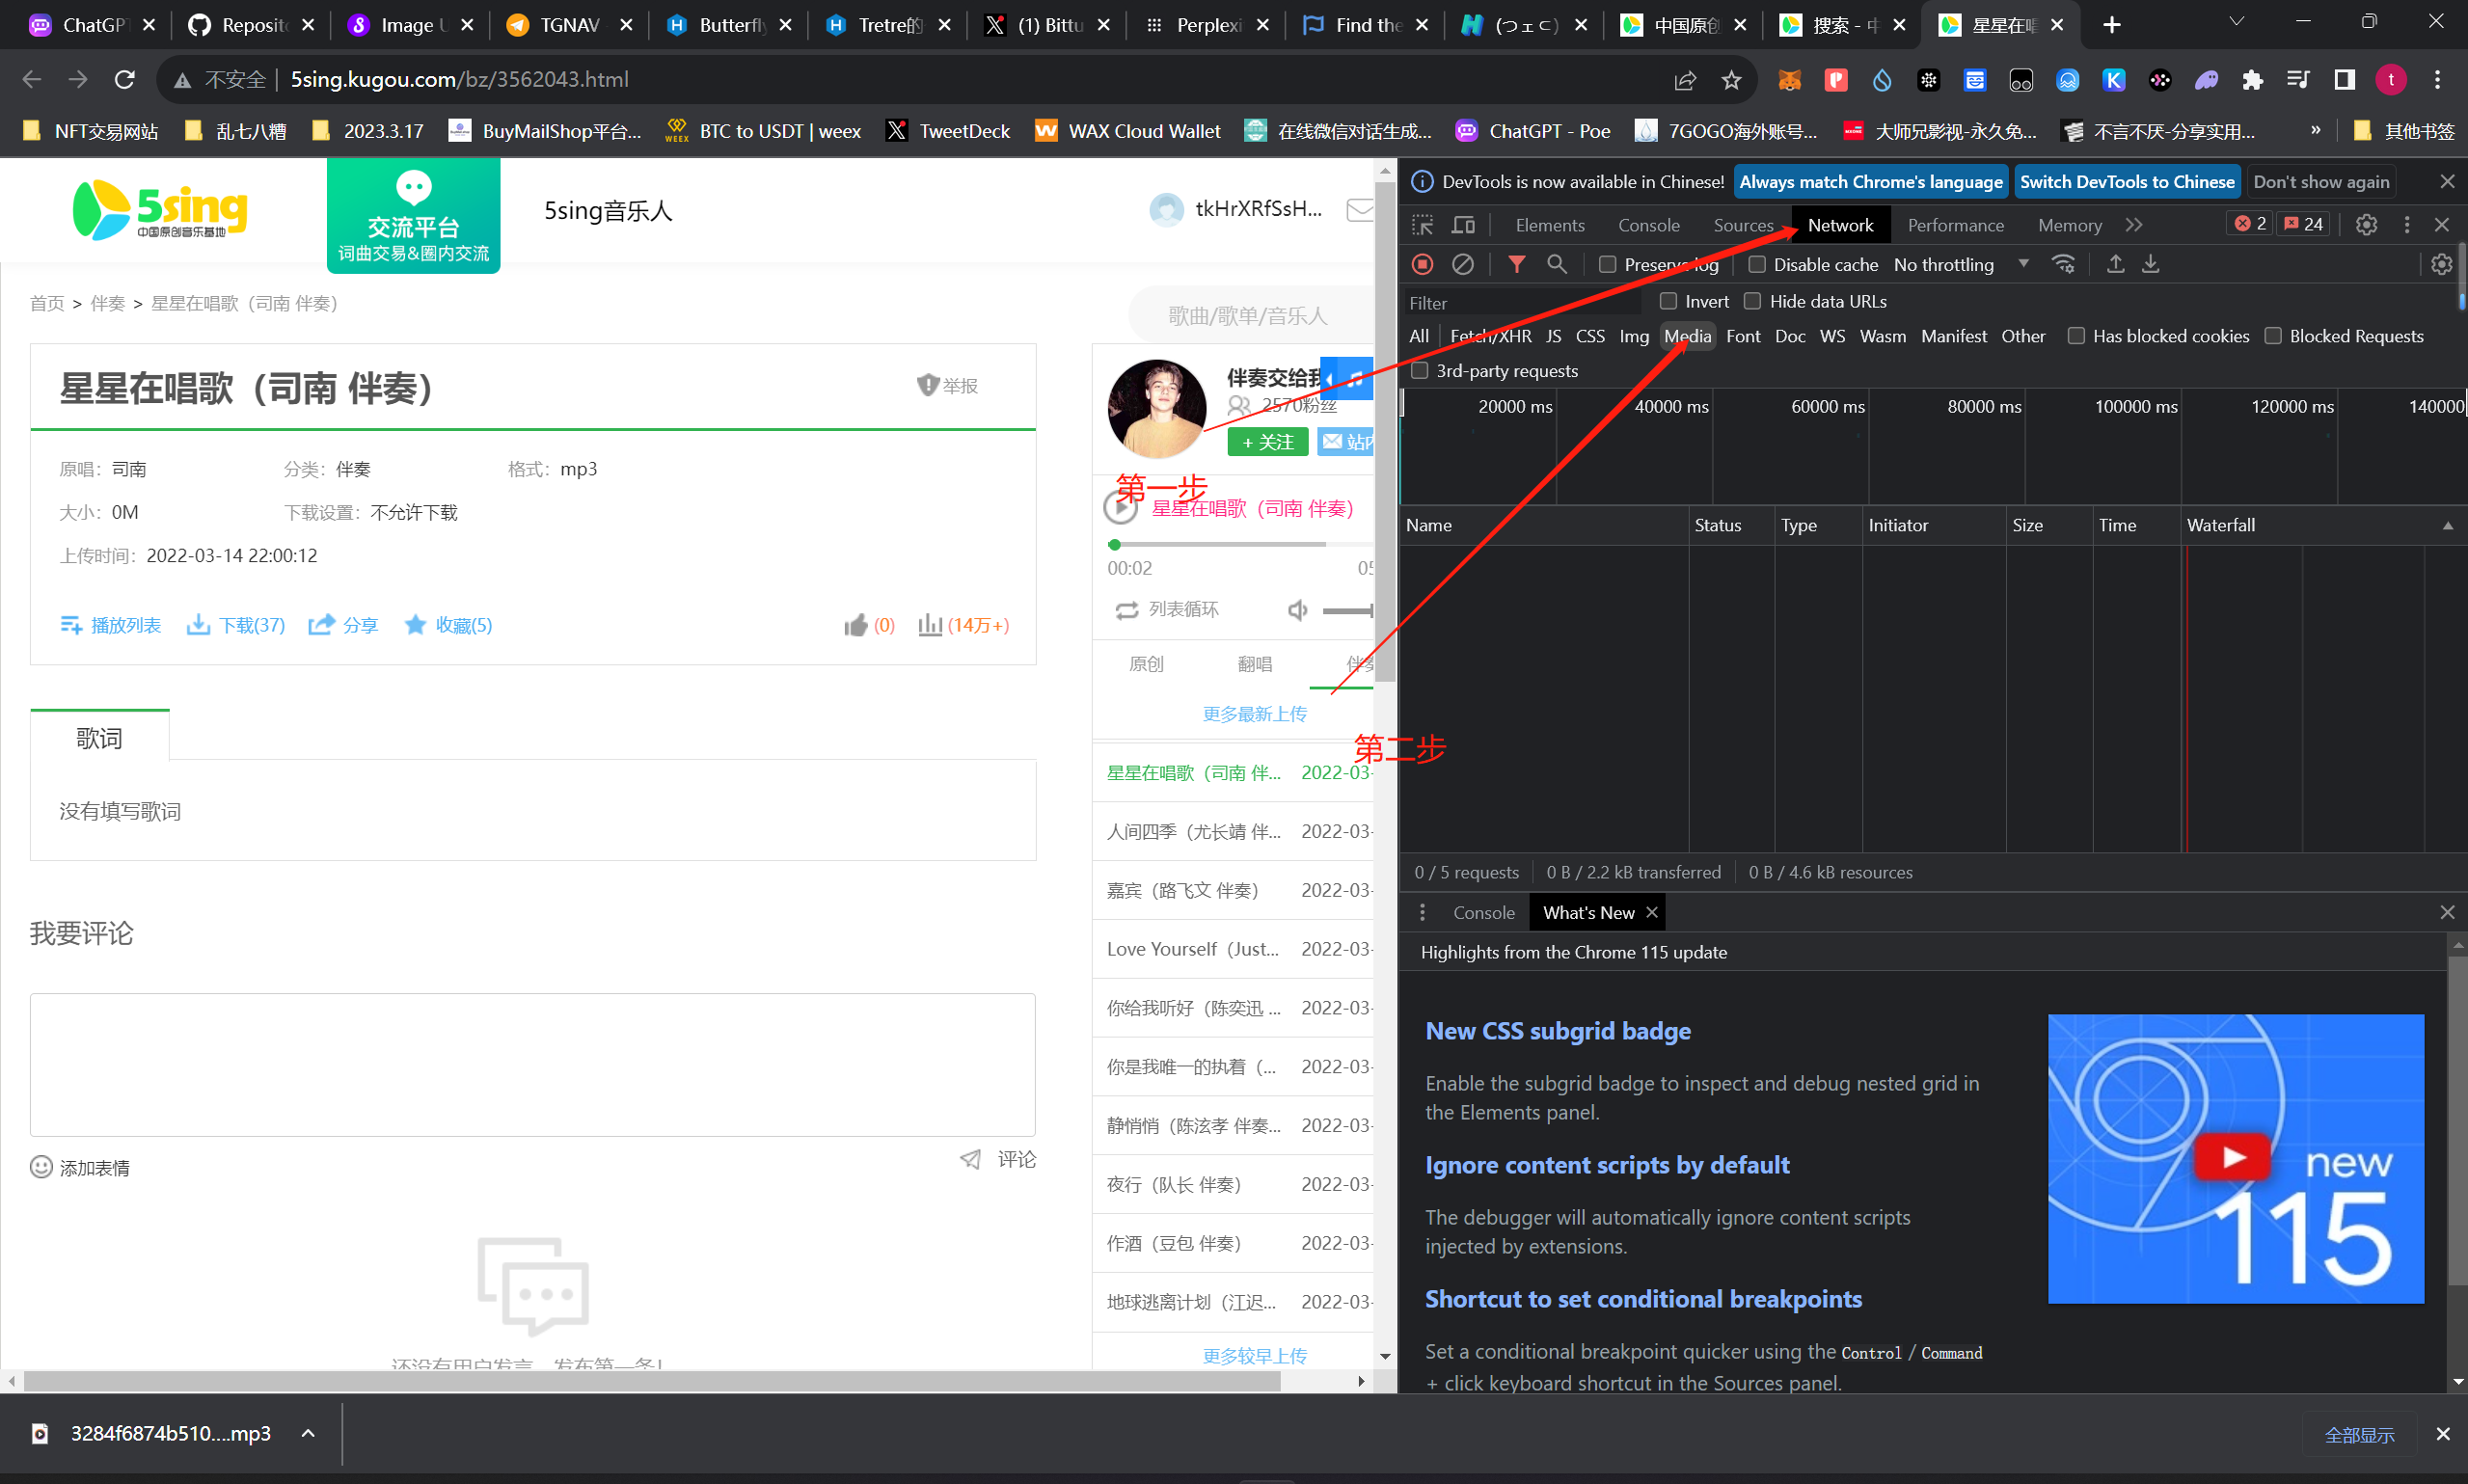 ChatGPT
Reposito
Image U
TGNAV
Butterfly
Tretre的
(1) Bittu
Perplexi
Find the
(つェ⊂)
中国原创
搜索 - 中
星星在唱
不安全
5sing.kugou.com/bz/3562043.html
t
NFT交易网站
乱七八糟
2023.3.17
BuyMailShop平台...
BTC to USDT | weex
TweetDeck
WAX Cloud Wallet
在线微信对话生成...
ChatGPT - Poe
7GOGO海外账号...
大师兄影视-永久免...
不言不厌-分享实用...
»
其他书签
5sing
中国原创音乐基地
交流平台
词曲交易&圈内交流
5sing音乐人
tkHrXRfSsH...
首页 > 伴奏 > 星星在唱歌（司南 伴奏）
歌曲/歌单/音乐人
星星在唱歌（司南 伴奏）
举报
原唱：司南
分类：伴奏
格式：mp3
大小：0M
下载设置：不允许下载
上传时间：2022-03-14 22:00:12
播放列表
下载(37)
分享
收藏(5)
(0)
(14万+)
歌词
没有填写歌词
我要评论
添加表情
评论
还没有用户发言，发布第一条！
伴奏交给我
2570粉丝
+ 关注
站内
第一步
星星在唱歌（司南 伴奏）
00:02
05
列表循环
原创
翻唱
伴奏
更多最新上传
第二步
星星在唱歌（司南 伴... 2022-03-
人间四季（尤长靖 伴... 2022-03-
嘉宾（路飞文 伴奏） 2022-03-
Love Yourself（Just... 2022-03-
你给我听好（陈奕迅 ... 2022-03-
你是我唯一的执着（... 2022-03-
静悄悄（陈泫孝 伴奏... 2022-03-
夜行（队长 伴奏） 2022-03-
作酒（豆包 伴奏） 2022-03-
地球逃离计划（江迟... 2022-03-
更多较早上传
DevTools is now available in Chinese!
Always match Chrome's language
Switch DevTools to Chinese
Don't show again
Elements
Console
Sources
Network
Performance
Memory
2
24
Preserve log
Disable cache
No throttling
Filter
Invert
Hide data URLs
All
Fetch/XHR
JS
CSS
Img
Media
Font
Doc
WS
Wasm
Manifest
Other
Has blocked cookies
Blocked Requests
3rd-party requests
20000 ms
40000 ms
60000 ms
80000 ms
100000 ms
120000 ms
140000
Name
Status
Type
Initiator
Size
Time
Waterfall
0 / 5 requests
0 B / 2.2 kB transferred
0 B / 4.6 kB resources
Console
What's New
Highlights from the Chrome 115 update
New CSS subgrid badge
Enable the subgrid badge to inspect and debug nested grid in
the Elements panel.
Ignore content scripts by default
The debugger will automatically ignore content scripts
injected by extensions.
Shortcut to set conditional breakpoints
Set a conditional breakpoint quicker using the Control / Command
+ click keyboard shortcut in the Sources panel.
new
115
3284f6874b510....mp3
全部显示